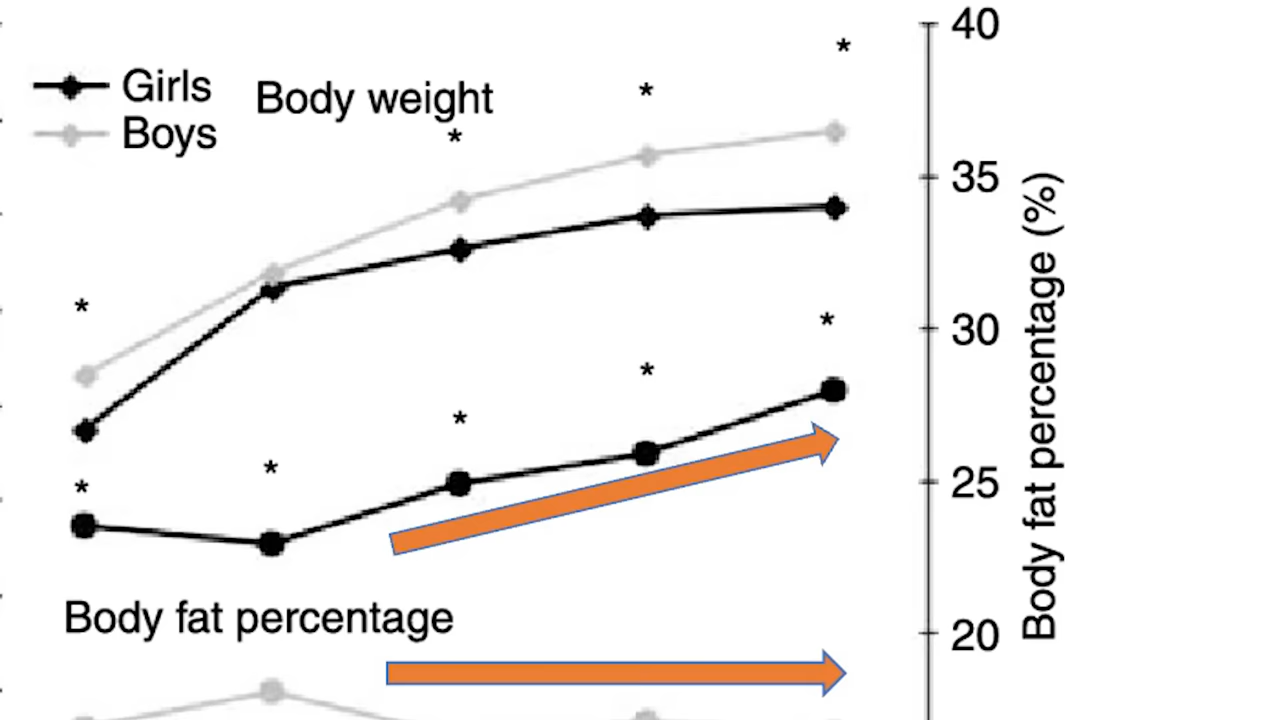 Girls
Boys
Body weight
*
*
*
*
*
*
*
*
*
Body fat percentage
40
35
30
25
20
Body fat percentage (%)